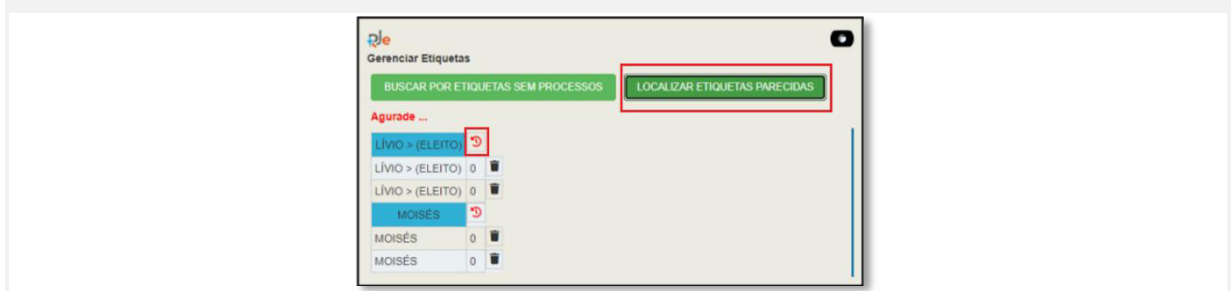 PJe
Gerenciar Etiquetas
BUSCAR POR ETIQUETAS SEM PROCESSOS LOCALIZAR ETIQUETAS PARECIDAS
Agurade ...
LÍVIO > (ELEITO)
LÍVIO > (ELEITO) 0
LÍVIO > (ELEITO) 0
MOISÉS
MOISÉS 0
MOISÉS 0